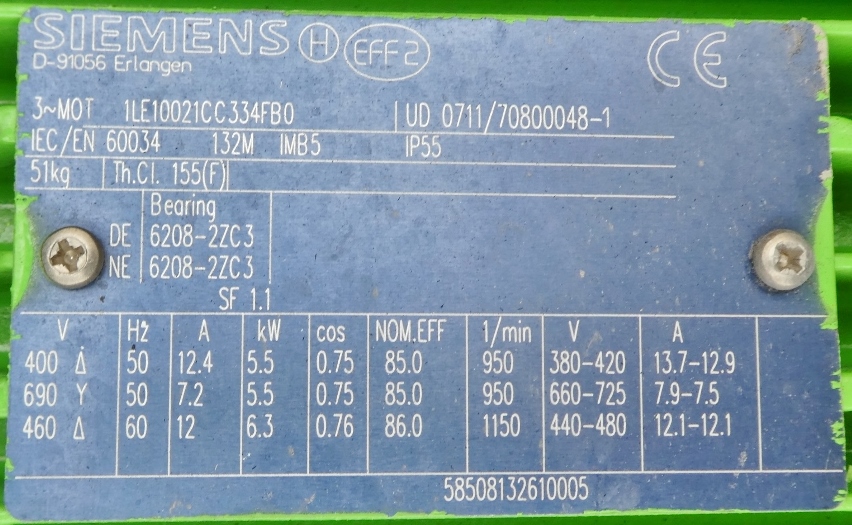 SIEMENS H EFF2 CE
D-91056 Erlangen
3~MOT 1LE10021CC334FB0 UD 0711/70800048-1
IEC/EN 60034 132M IMB5 IP55
51kg Th.Cl. 155(F)
Bearing
DE 6208-2ZC3
NE 6208-2ZC3
SF 1.1
V Hz A kW cos NOM.EFF 1/min V A
400 Δ 50 12.4 5.5 0.75 85.0 950 380-420 13.7-12.9
690 Y 50 7.2 5.5 0.75 85.0 950 660-725 7.9-7.5
460 Δ 60 12 6.3 0.76 86.0 1150 440-480 12.1-12.1
58508132610005